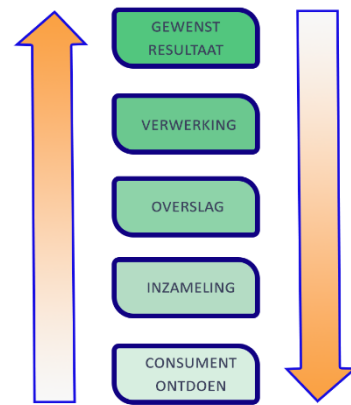 GEWENST
RESULTAAT
VERWERKING
OVERSLAG
INZAMELING
CONSUMENT
ONTDOEN